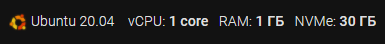 Ubuntu 20.04 vCPU: 1 core RAM: 1 ГБ NVMe: 30 ГБ